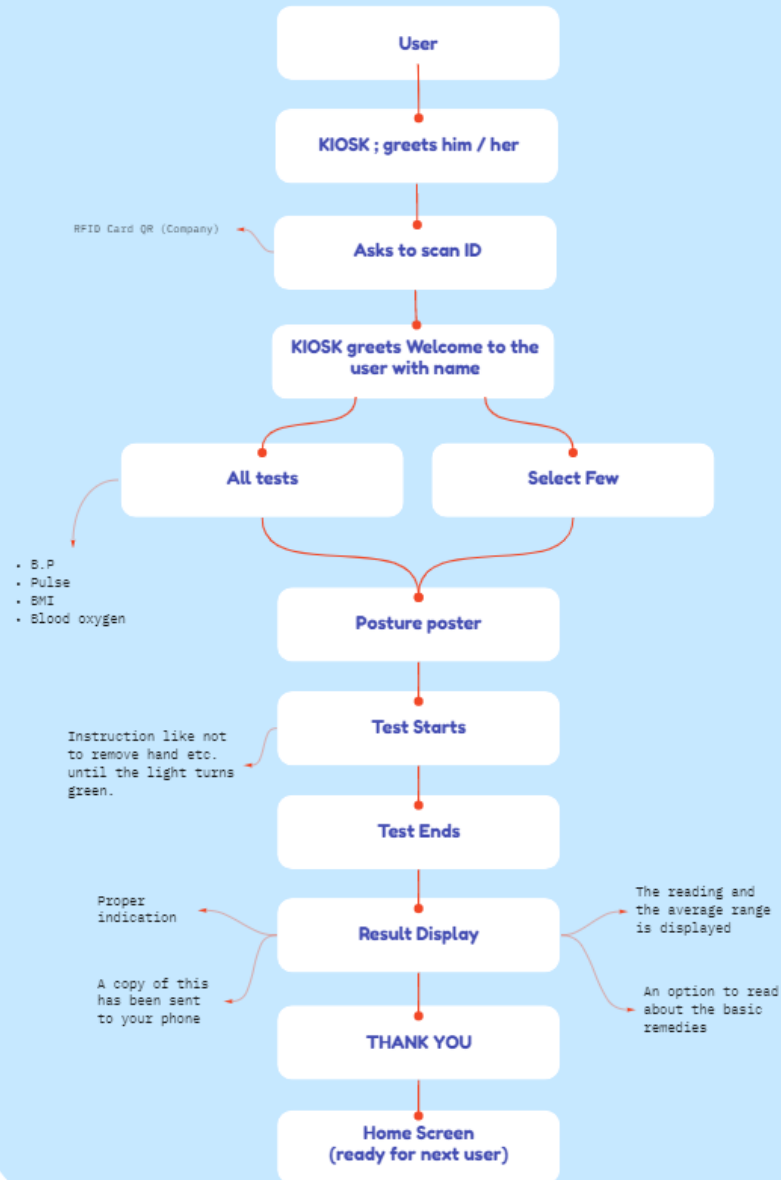 User
KIOSK ; greets him / her
RFID Card QR (Company)
Asks to scan ID
KIOSK greets Welcome to the
user with name
All tests
Select Few
• B.P
• Pulse
• BMI
• Blood oxygen
Posture poster
Test Starts
Instruction like not
to remove hand etc.
until the light turns
green.
Test Ends
Proper
indication
Result Display
The reading and
the average range
is displayed
A copy of this
has been sent
to your phone
An option to read
about the basic
remedies
THANK YOU
Home Screen
(ready for next user)